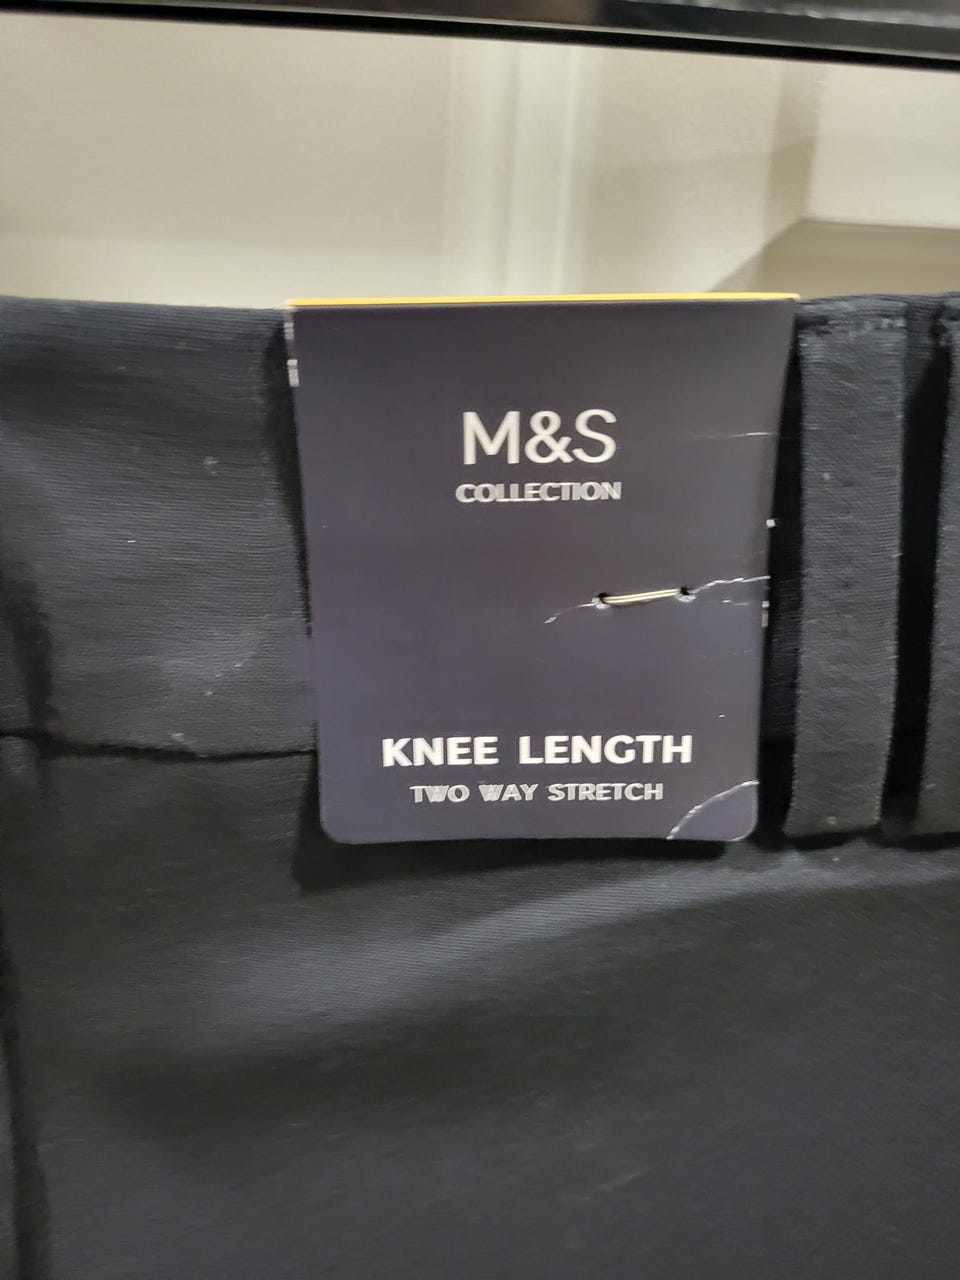 M&S
COLLECTION
KNEE LENGTH
TWO WAY STRETCH